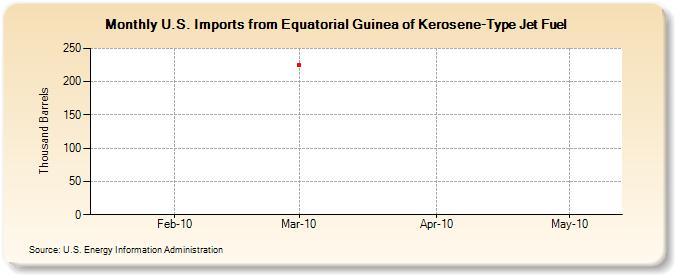 Monthly U.S. Imports from Equatorial Guinea of Kerosene-Type Jet Fuel
Thousand Barrels
250
200
150
100
50
0
Feb-10 Mar-10 Apr-10 May-10
Source: U.S. Energy Information Administration